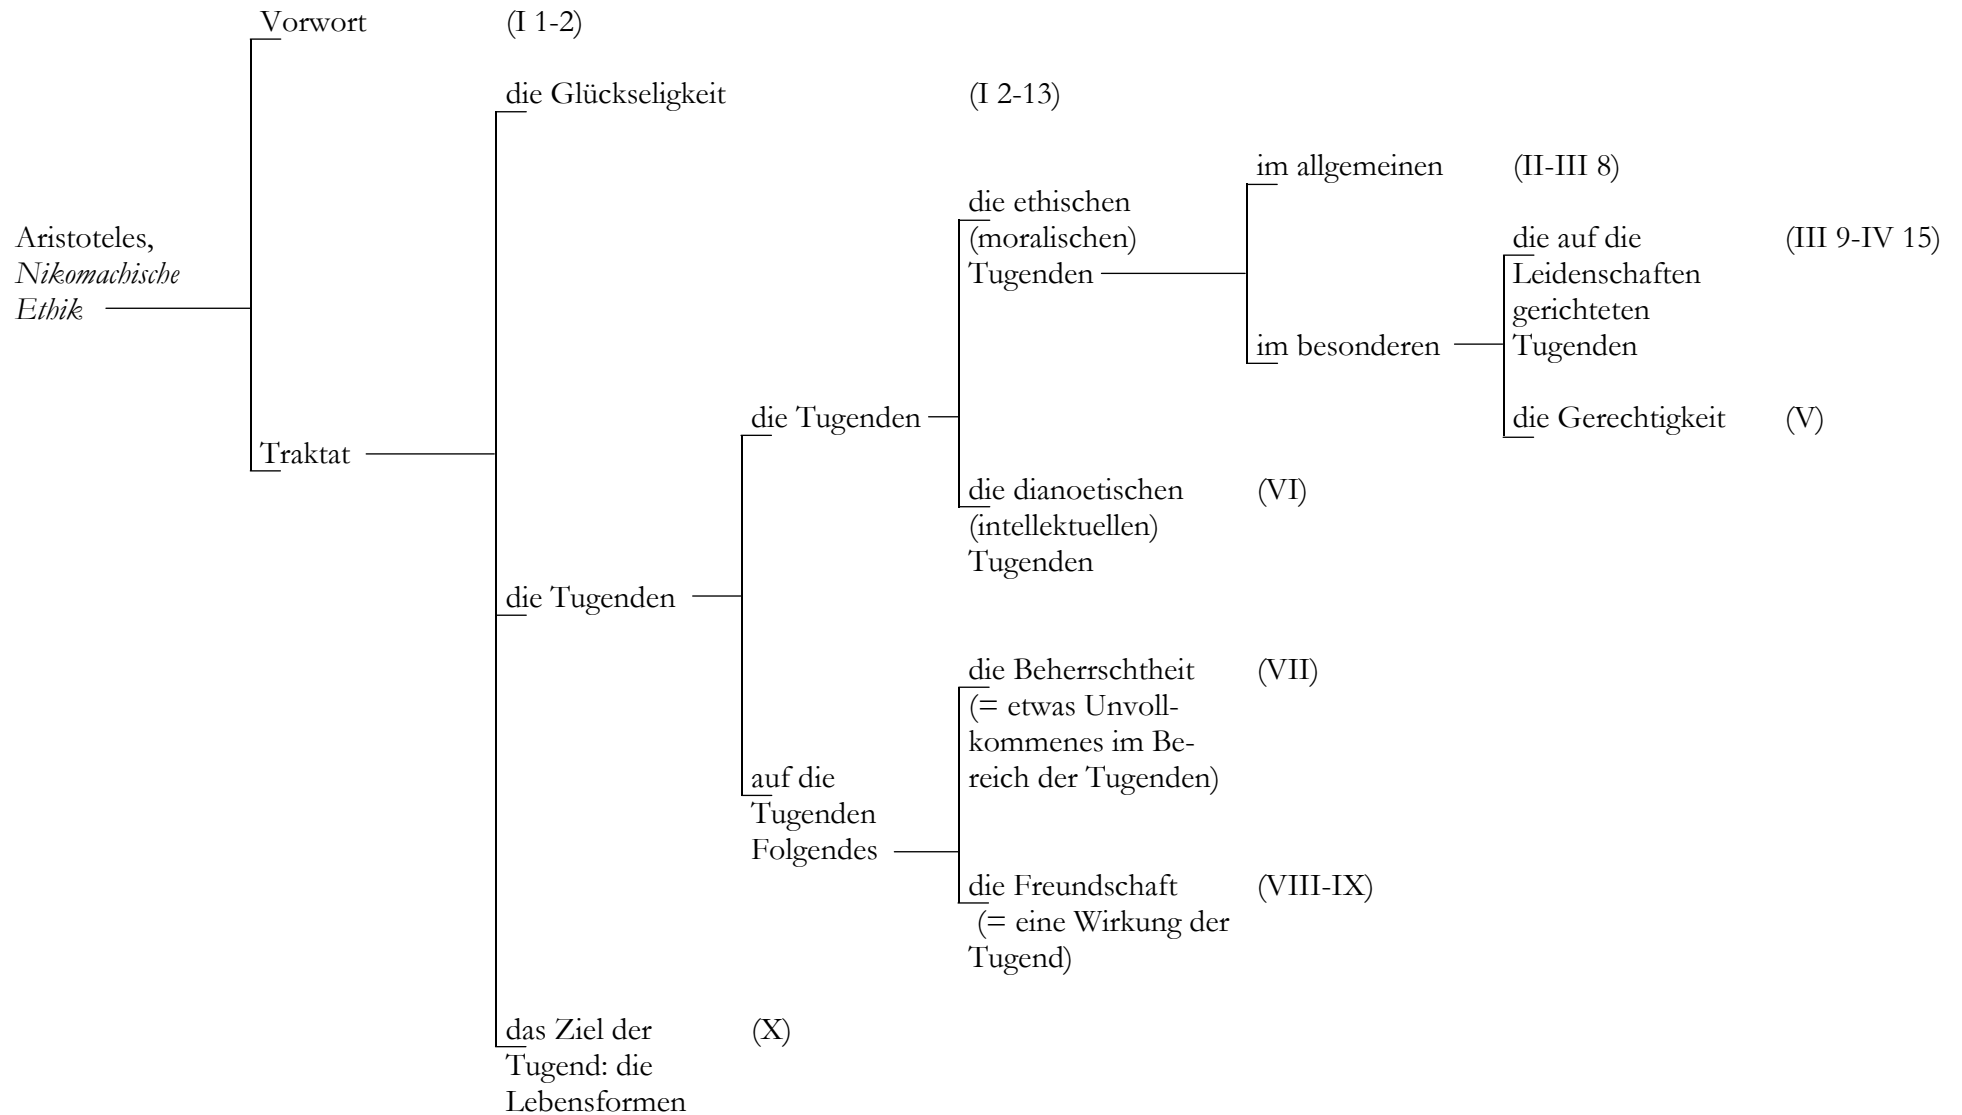 Vorwort (I 1-2)
die Glückseligkeit (I 2-13)
im allgemeinen (II-III 8)
die ethischen
(moralischen)
Tugenden
Aristoteles,
Nikomachische
Ethik
die auf die (III 9-IV 15)
Leidenschaften
gerichteten
Tugenden
im besonderen
die Tugenden
die Gerechtigkeit (V)
Traktat
die dianoetischen (VI)
(intellektuellen)
Tugenden
die Tugenden
die Beherrschtheit (VII)
(= etwas Unvoll-
kommenes im Be-
reich der Tugenden)
auf die
Tugenden
Folgendes
die Freundschaft (VIII-IX)
(= eine Wirkung der
Tugend)
das Ziel der (X)
Tugend: die
Lebensformen